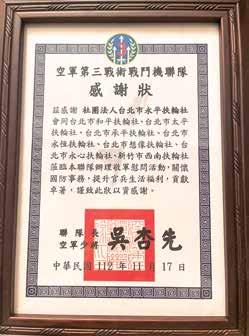 空軍第三戰術戰鬥機聯隊
感謝狀
茲感謝 社團法人台北市永平扶輪社
會同台北市和平扶輪社、台北市太平
扶輪社、台北市承平扶輪社、台北市
永恒扶輪社、台北市想像扶輪社、台
北市永心扶輪社、新竹市西南扶輪社
蒞臨本聯隊辦理敬軍慰問活動，關懷
國防事務，提升官兵生活福利，貢獻
卓著，謹致此狀以資感謝。
聯隊長
空軍少將 吳杏先
中華民國 112 年 11 月 17 日